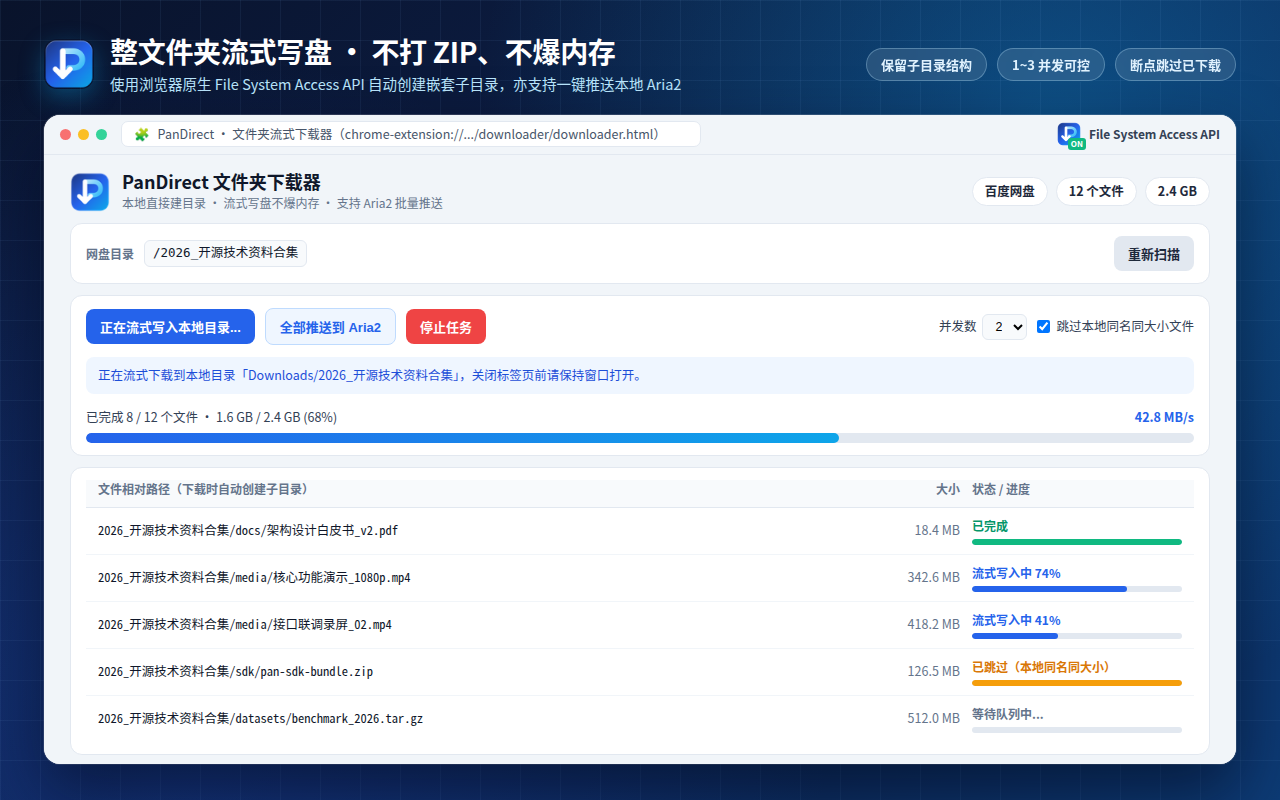 整文件夹流式写盘 · 不打 ZIP、不爆内存
使用浏览器原生 File System Access API 自动创建嵌套子目录，亦支持一键推送本地 Aria2
保留子目录结构
1~3 并发可控
断点跳过已下载
PanDirect · 文件夹流式下载器（chrome-extension://.../downloader/downloader.html）
ON
File System Access API
PanDirect 文件夹下载器
本地直接建目录 · 流式写盘不爆内存 · 支持 Aria2 批量推送
百度网盘
12 个文件
2.4 GB
网盘目录
/2026_开源技术资料合集
重新扫描
正在流式写入本地目录...
全部推送到 Aria2
停止任务
并发数
2
跳过本地同名同大小文件
正在流式下载到本地目录「Downloads/2026_开源技术资料合集」，关闭标签页前请保持窗口打开。
已完成 8 / 12 个文件 · 1.6 GB / 2.4 GB (68%)
42.8 MB/s
文件相对路径（下载时自动创建子目录）
大小
状态 / 进度
2026_开源技术资料合集/docs/架构设计白皮书_v2.pdf
18.4 MB
已完成
2026_开源技术资料合集/media/核心功能演示_1080p.mp4
342.6 MB
流式写入中 74%
2026_开源技术资料合集/media/接口联调录屏_02.mp4
418.2 MB
流式写入中 41%
2026_开源技术资料合集/sdk/pan-sdk-bundle.zip
126.5 MB
已跳过（本地同名同大小）
2026_开源技术资料合集/datasets/benchmark_2026.tar.gz
512.0 MB
等待队列中...